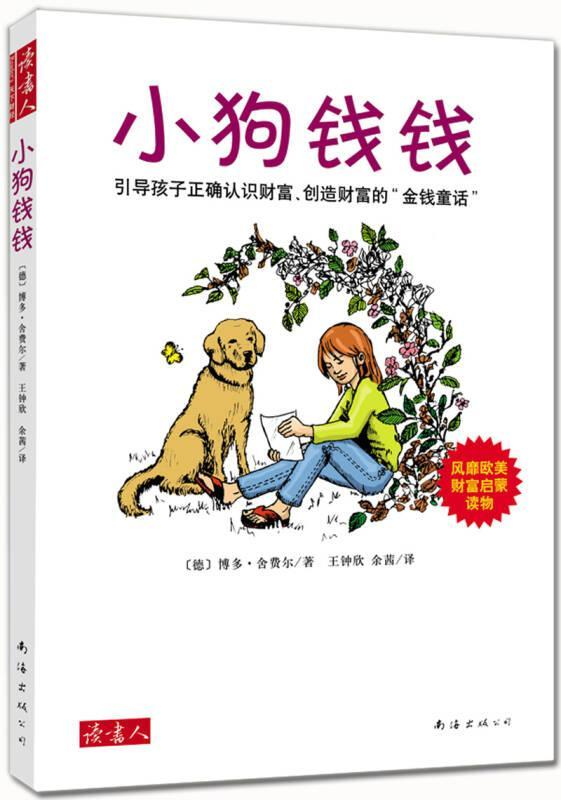 小狗钱钱
引导孩子正确认识财富、创造财富的“金钱童话”
风靡欧美
财富启蒙
读物
〔德〕博多·舍费尔/著 王钟欣 余茜/译
读书人
南海出版公司
读书人
小狗钱钱
〔德〕博多·舍费尔/著 王钟欣 余茜/译
南海出版公司